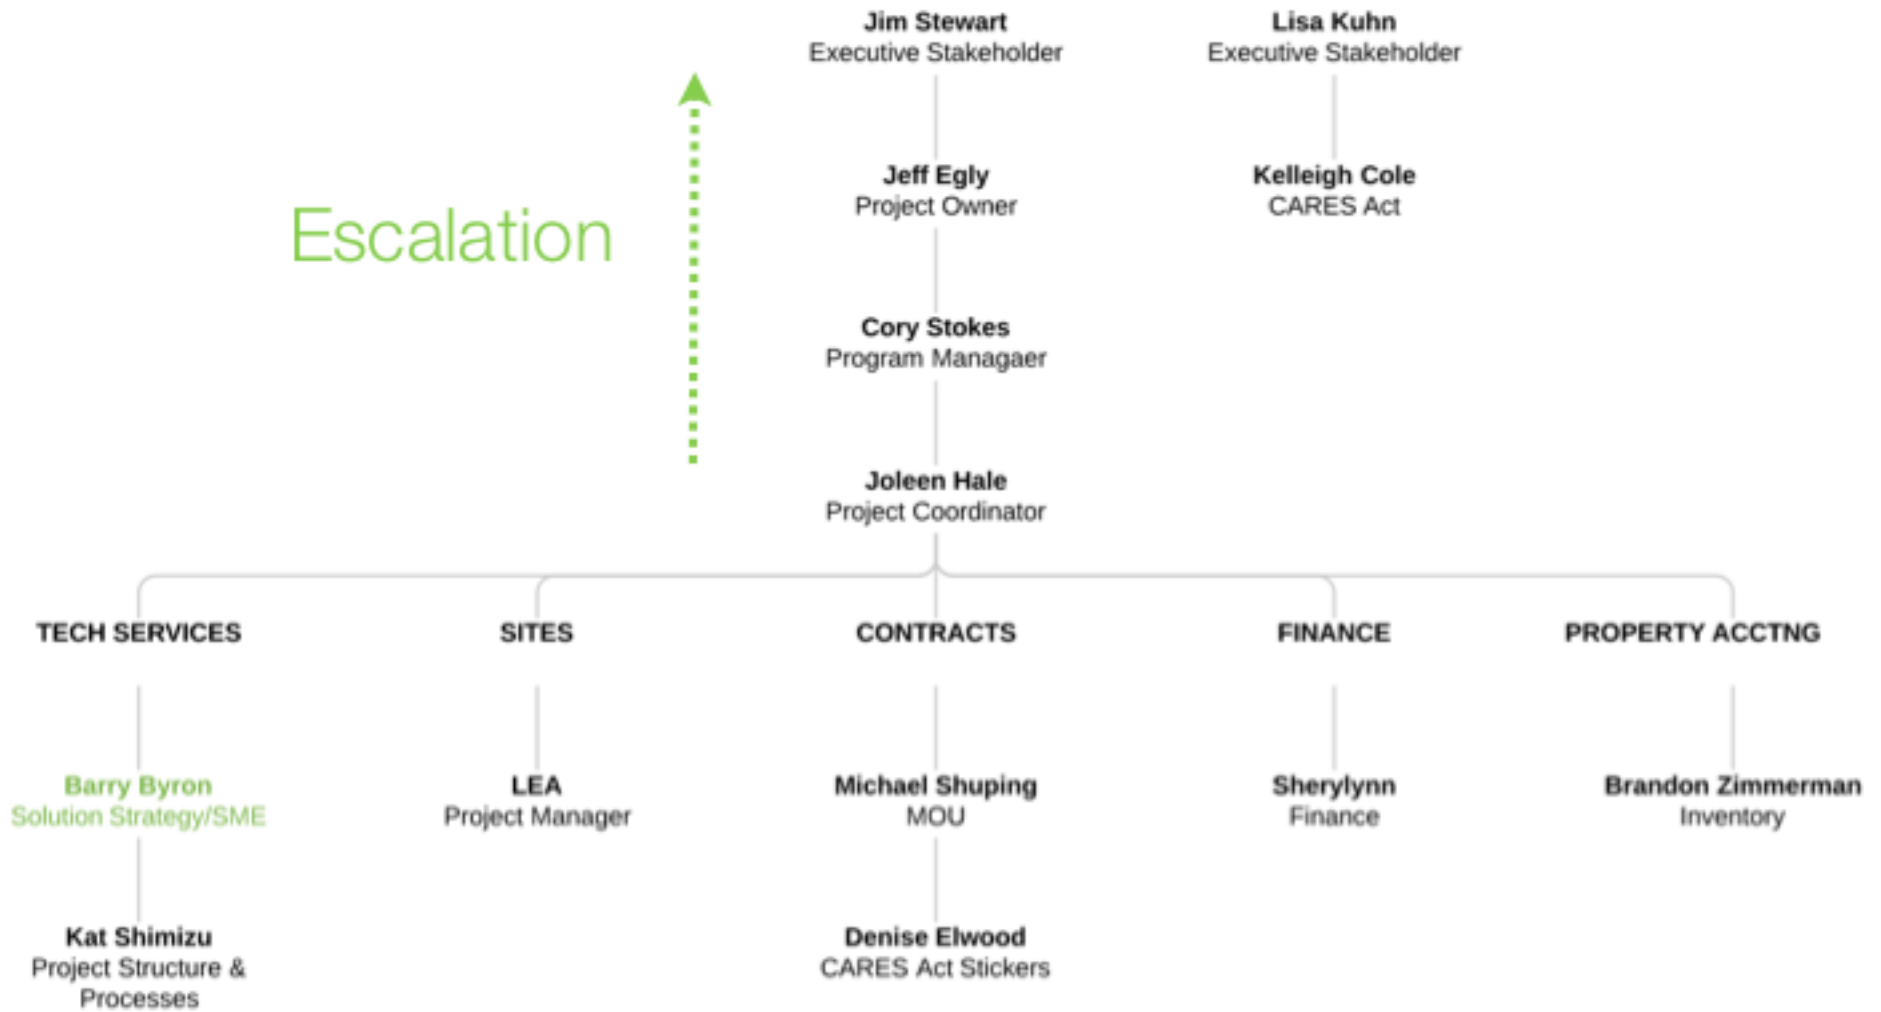 Jim Stewart
Executive Stakeholder
Lisa Kuhn
Executive Stakeholder
Jeff Egly
Project Owner
Kelleigh Cole
CARES Act
Escalation
Cory Stokes
Program Managaer
Joleen Hale
Project Coordinator
TECH SERVICES
SITES
CONTRACTS
FINANCE
PROPERTY ACCTNG
Barry Byron
Solution Strategy/SME
LEA
Project Manager
Michael Shuping
MOU
Sherylynn
Finance
Brandon Zimmerman
Inventory
Kat Shimizu
Project Structure &
Processes
Denise Elwood
CARES Act Stickers